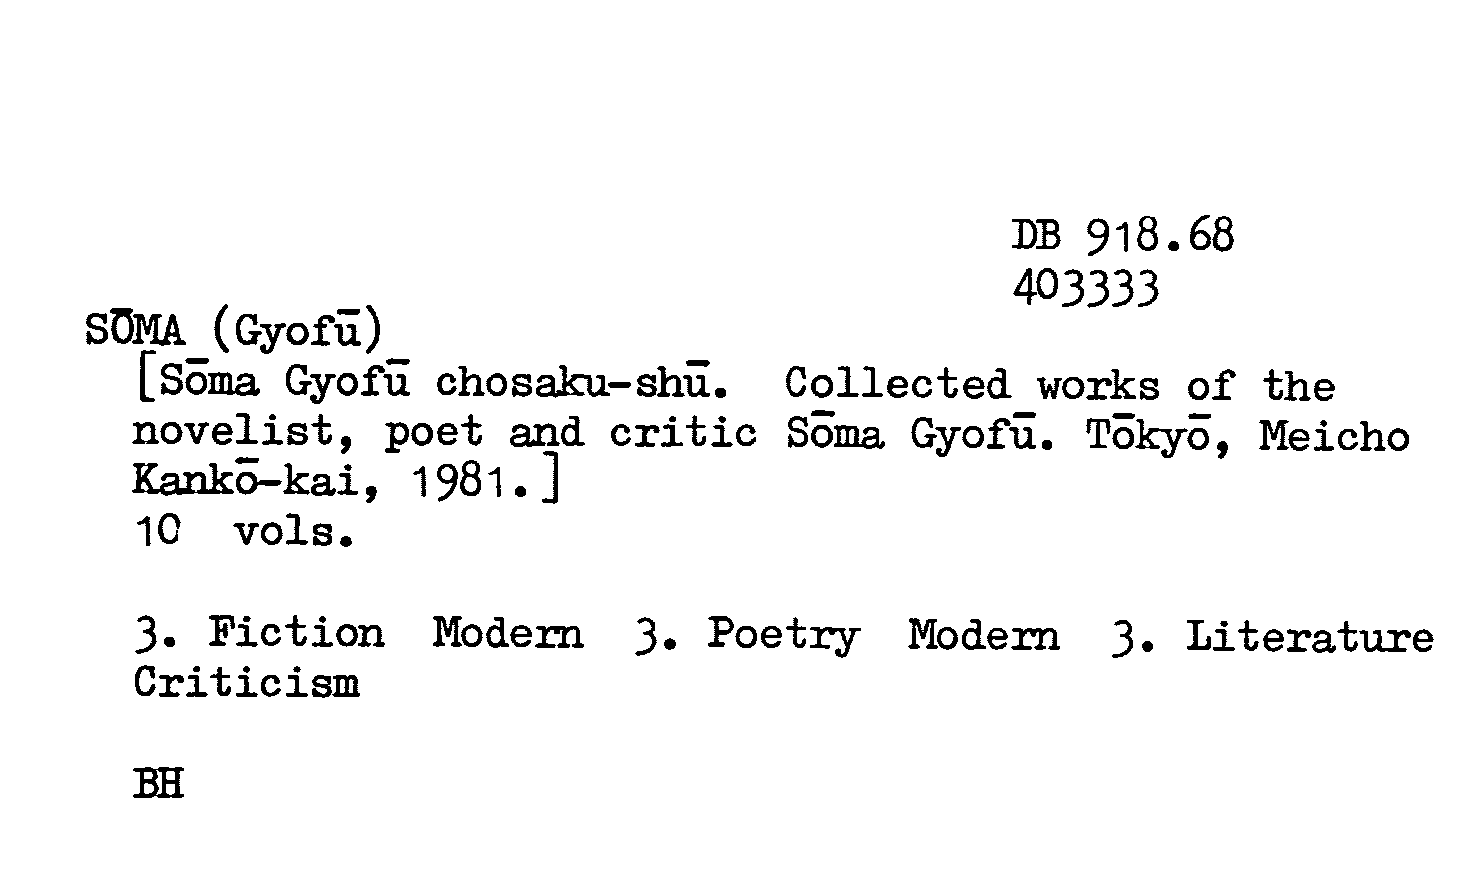 DB 918.68
403333
SŌMA (Gyofū)
[Sōma Gyofū chosaku-shū.  Collected works of the
novelist, poet and critic Sōma Gyofū. Tōkyō, Meicho
Kankō-kai, 1981.]
10  vols.
3. Fiction  Modern  3. Poetry  Modern  3. Literature
Criticism
BH